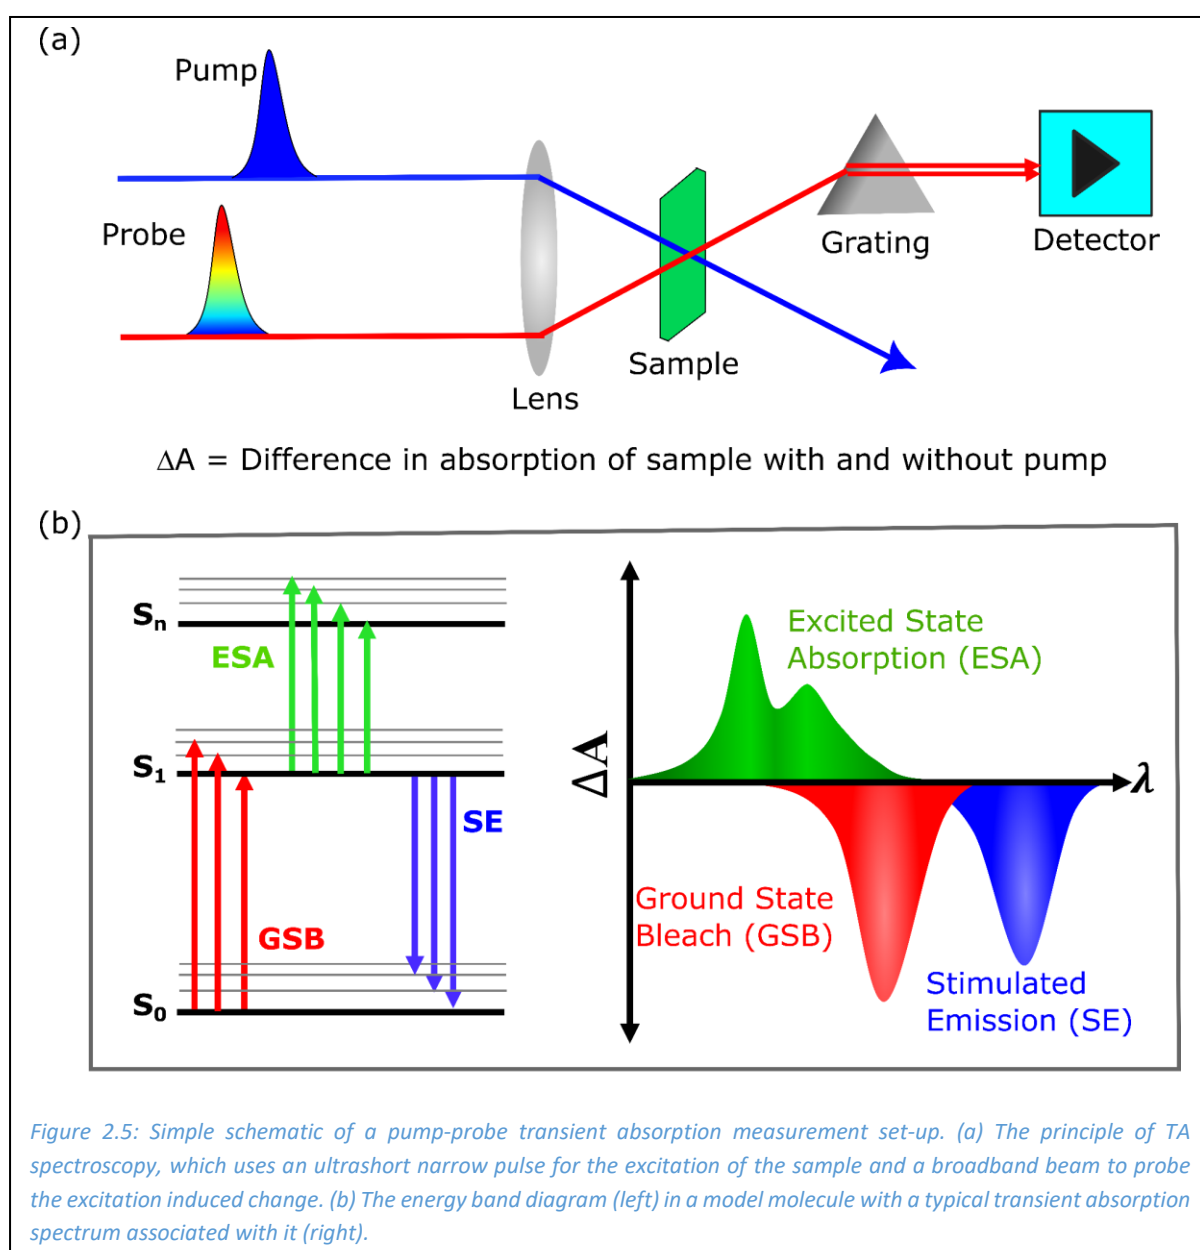 (a)
Pump
Probe
Lens
Sample
Grating
Detector
ΔA = Difference in absorption of sample with and without pump
(b)
Sₙ
ESA
S₁
SE
GSB
S₀
ΔA
λ
Excited State
Absorption (ESA)
Ground State
Bleach (GSB)
Stimulated
Emission (SE)
Figure 2.5: Simple schematic of a pump-probe transient absorption measurement set-up. (a) The principle of TA
spectroscopy, which uses an ultrashort narrow pulse for the excitation of the sample and a broadband beam to probe
the excitation induced change. (b) The energy band diagram (left) in a model molecule with a typical transient absorption
spectrum associated with it (right).